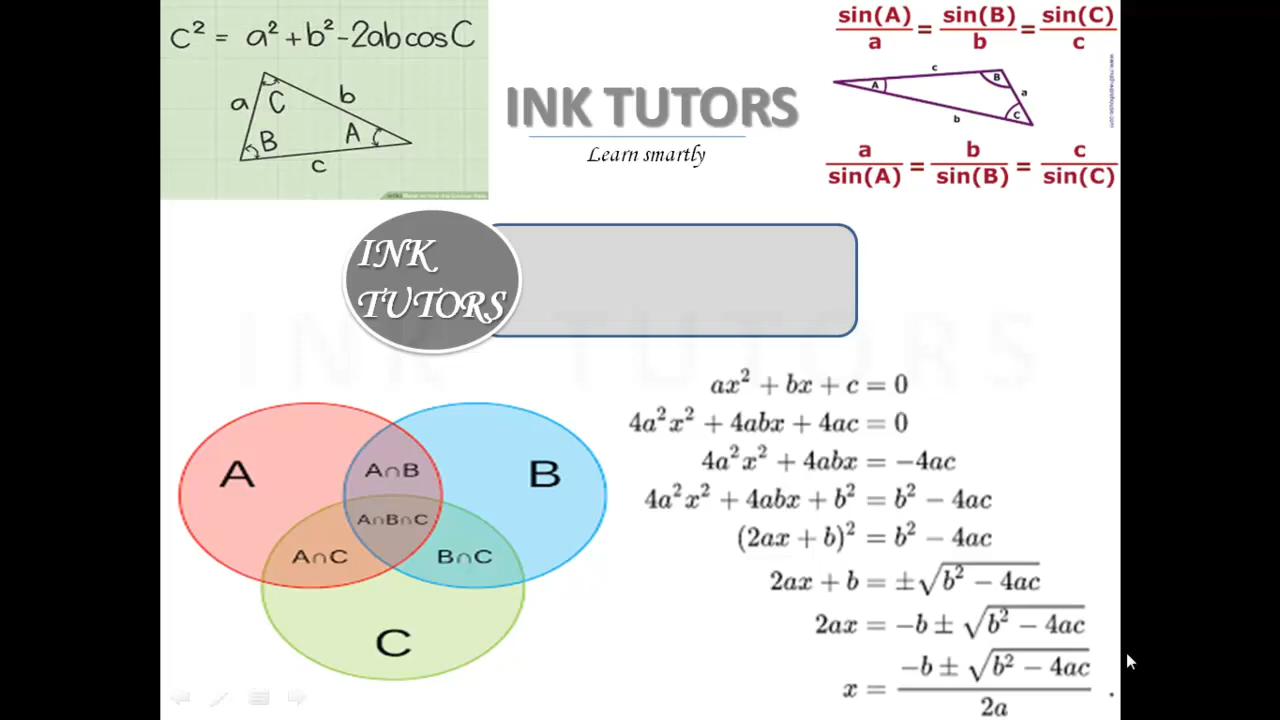 c² = a² + b² - 2ab cos C
a
C
b
B
A
c
INK TUTORS
Learn smartly
sin(A)/a = sin(B)/b = sin(C)/c
c
A
B
a
b
C
a/sin(A) = b/sin(B) = c/sin(C)
INK
TUTORS
INK TUTORS
A
B
A∩B
A∩B∩C
A∩C
B∩C
C
ax² + bx + c = 0
4a²x² + 4abx + 4ac = 0
4a²x² + 4abx = −4ac
4a²x² + 4abx + b² = b² − 4ac
(2ax + b)² = b² − 4ac
2ax + b = ±√(b² − 4ac)
2ax = −b ± √(b² − 4ac)
x = (−b ± √(b² − 4ac))/2a .